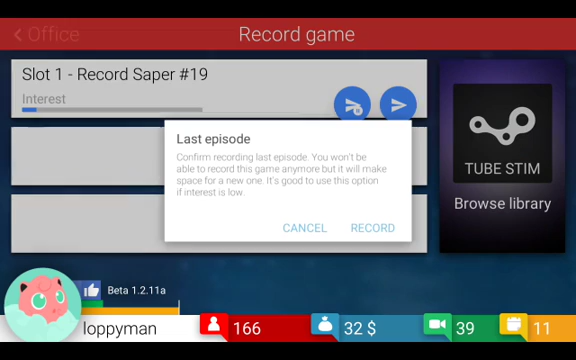 Office
Record game
Slot 1 - Record Saper #19
Interest
Last episode
Confirm recording last episode. You won't be
able to record this game anymore but it will make
space for a new one. It's good to use this option
if interest is low.
CANCEL
RECORD
TUBE STIM
Browse library
Beta 1.2.11a
loppyman
166
32 $
39
11